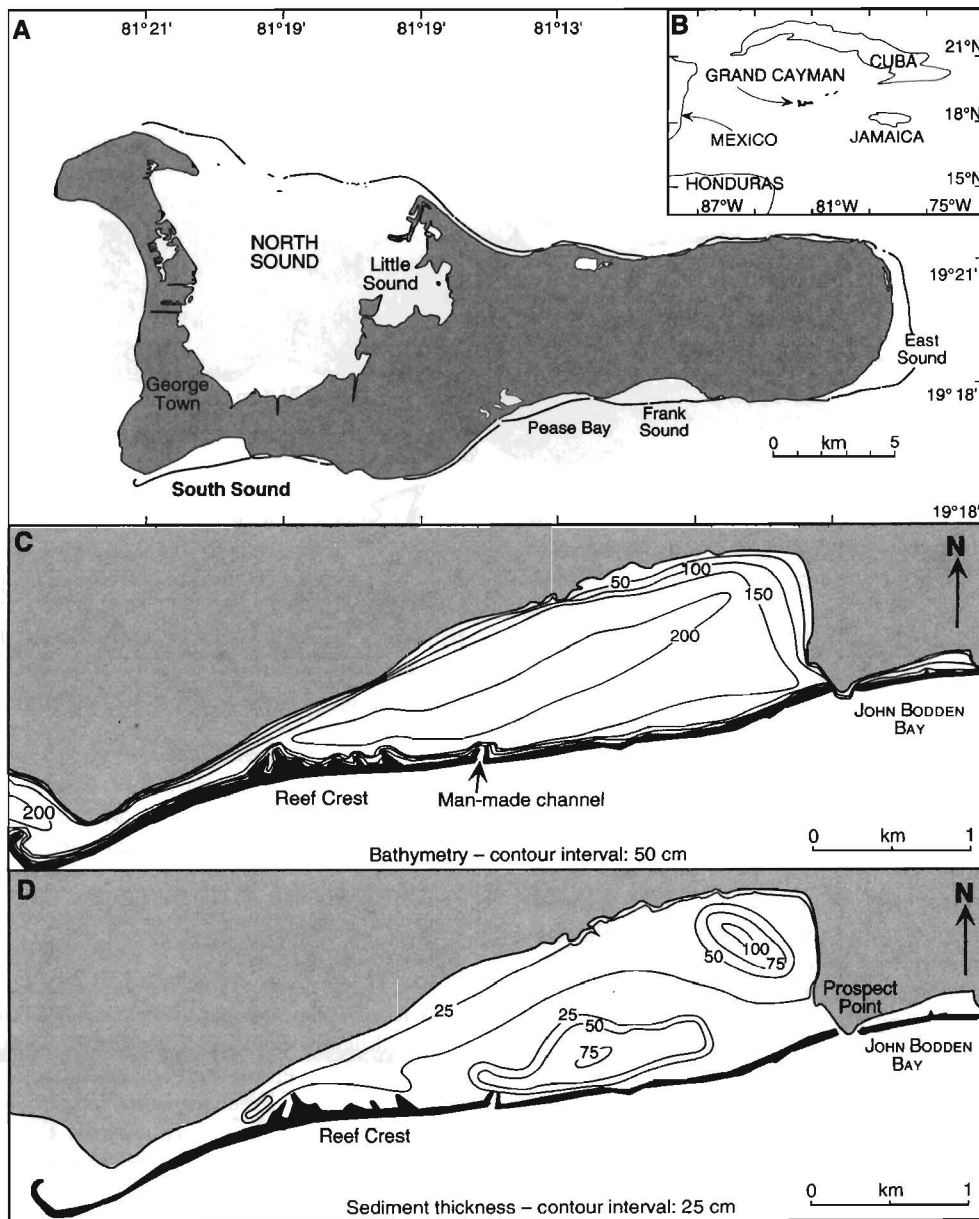 A
81°21'
81°19'
81°19'
81°13'
B
21°N
CUBA
GRAND CAYMAN
18°N
MEXICO
JAMAICA
HONDURAS
15°N
87°W
81°W
75°W
NORTH
SOUND
Little
Sound
19°21'
East
Sound
George
Town
19°18'
Pease Bay
Frank
Sound
0 km 5
South Sound
19°18'
C
N
50
100
150
200
JOHN BODDEN
BAY
200
Reef Crest
Man-made channel
0 km 1
Bathymetry – contour interval: 50 cm
D
N
100
50
75
Prospect
Point
25
25
50
75
JOHN BODDEN
BAY
Reef Crest
0 km 1
Sediment thickness – contour interval: 25 cm